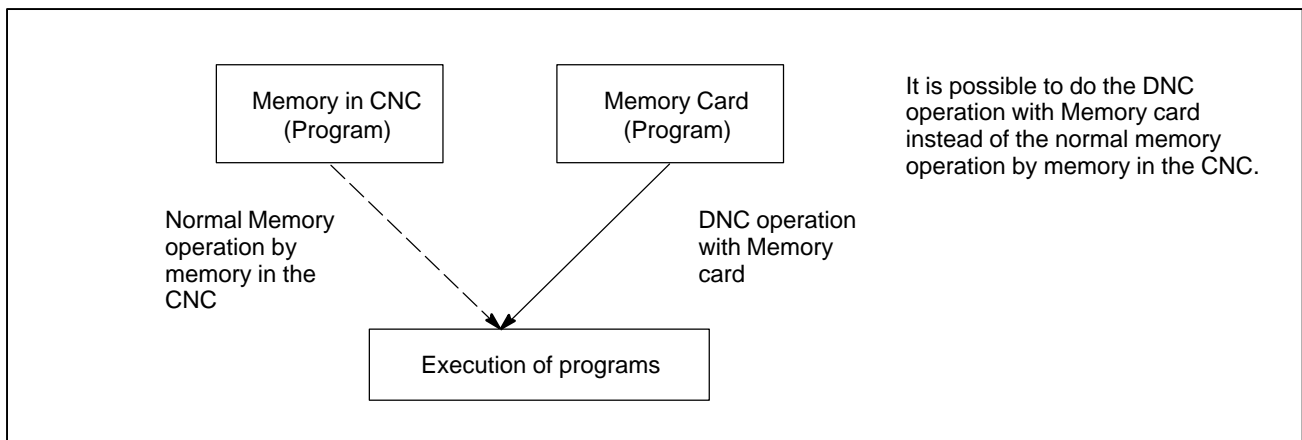 Memory in CNC
(Program)
Memory Card
(Program)
It is possible to do the DNC
operation with Memory card
instead of the normal memory
operation by memory in the CNC.
Normal Memory
operation by
memory in the
CNC
DNC operation
with Memory
card
Execution of programs